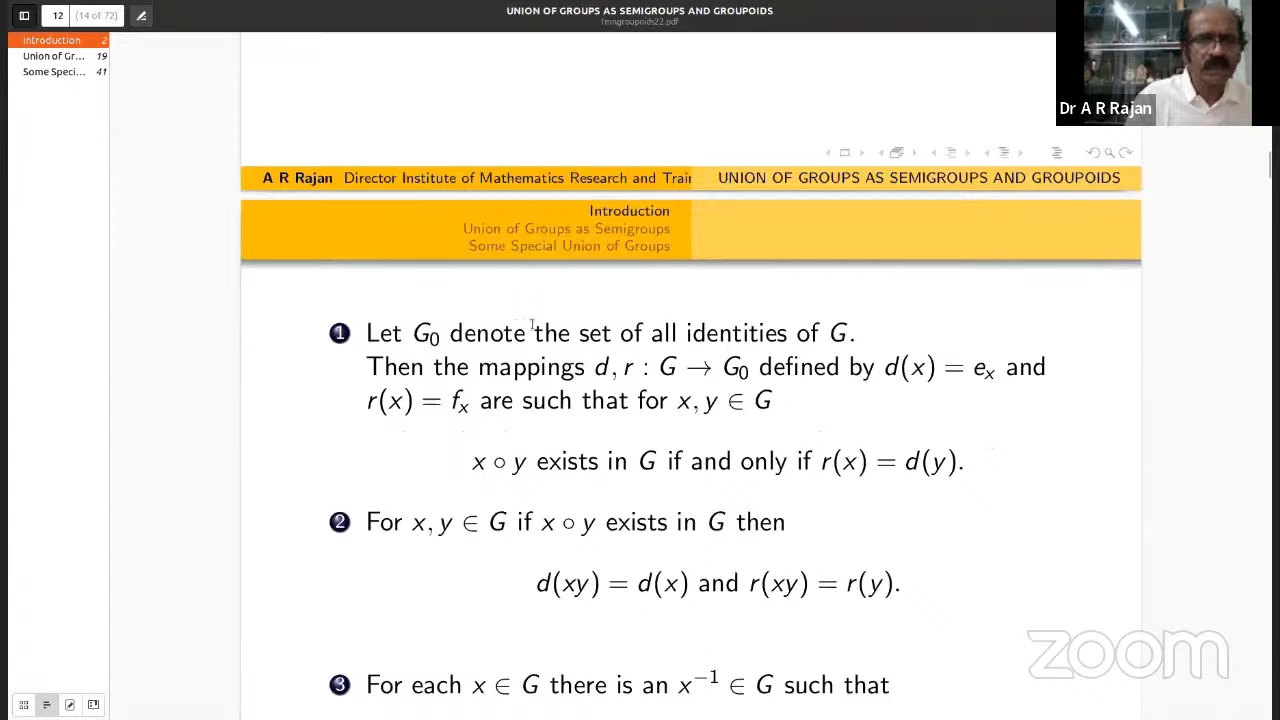 12 (14 of 72)
UNION OF GROUPS AS SEMIGROUPS AND GROUPOIDS
fmngroupoids22.pdf
Introduction 2
Union of Gr... 19
Some Speci... 41
Dr A R Rajan
A R Rajan Director Institute of Mathematics Research and Trai UNION OF GROUPS AS SEMIGROUPS AND GROUPOIDS
Introduction
Union of Groups as Semigroups
Some Special Union of Groups
1 Let G₀ denote the set of all identities of G.
Then the mappings d, r : G → G₀ defined by d(x) = eₓ and
r(x) = fₓ are such that for x, y ∈ G
x ∘ y exists in G if and only if r(x) = d(y).
2 For x, y ∈ G if x ∘ y exists in G then
d(xy) = d(x) and r(xy) = r(y).
3 For each x ∈ G there is an x⁻¹ ∈ G such that
zoom